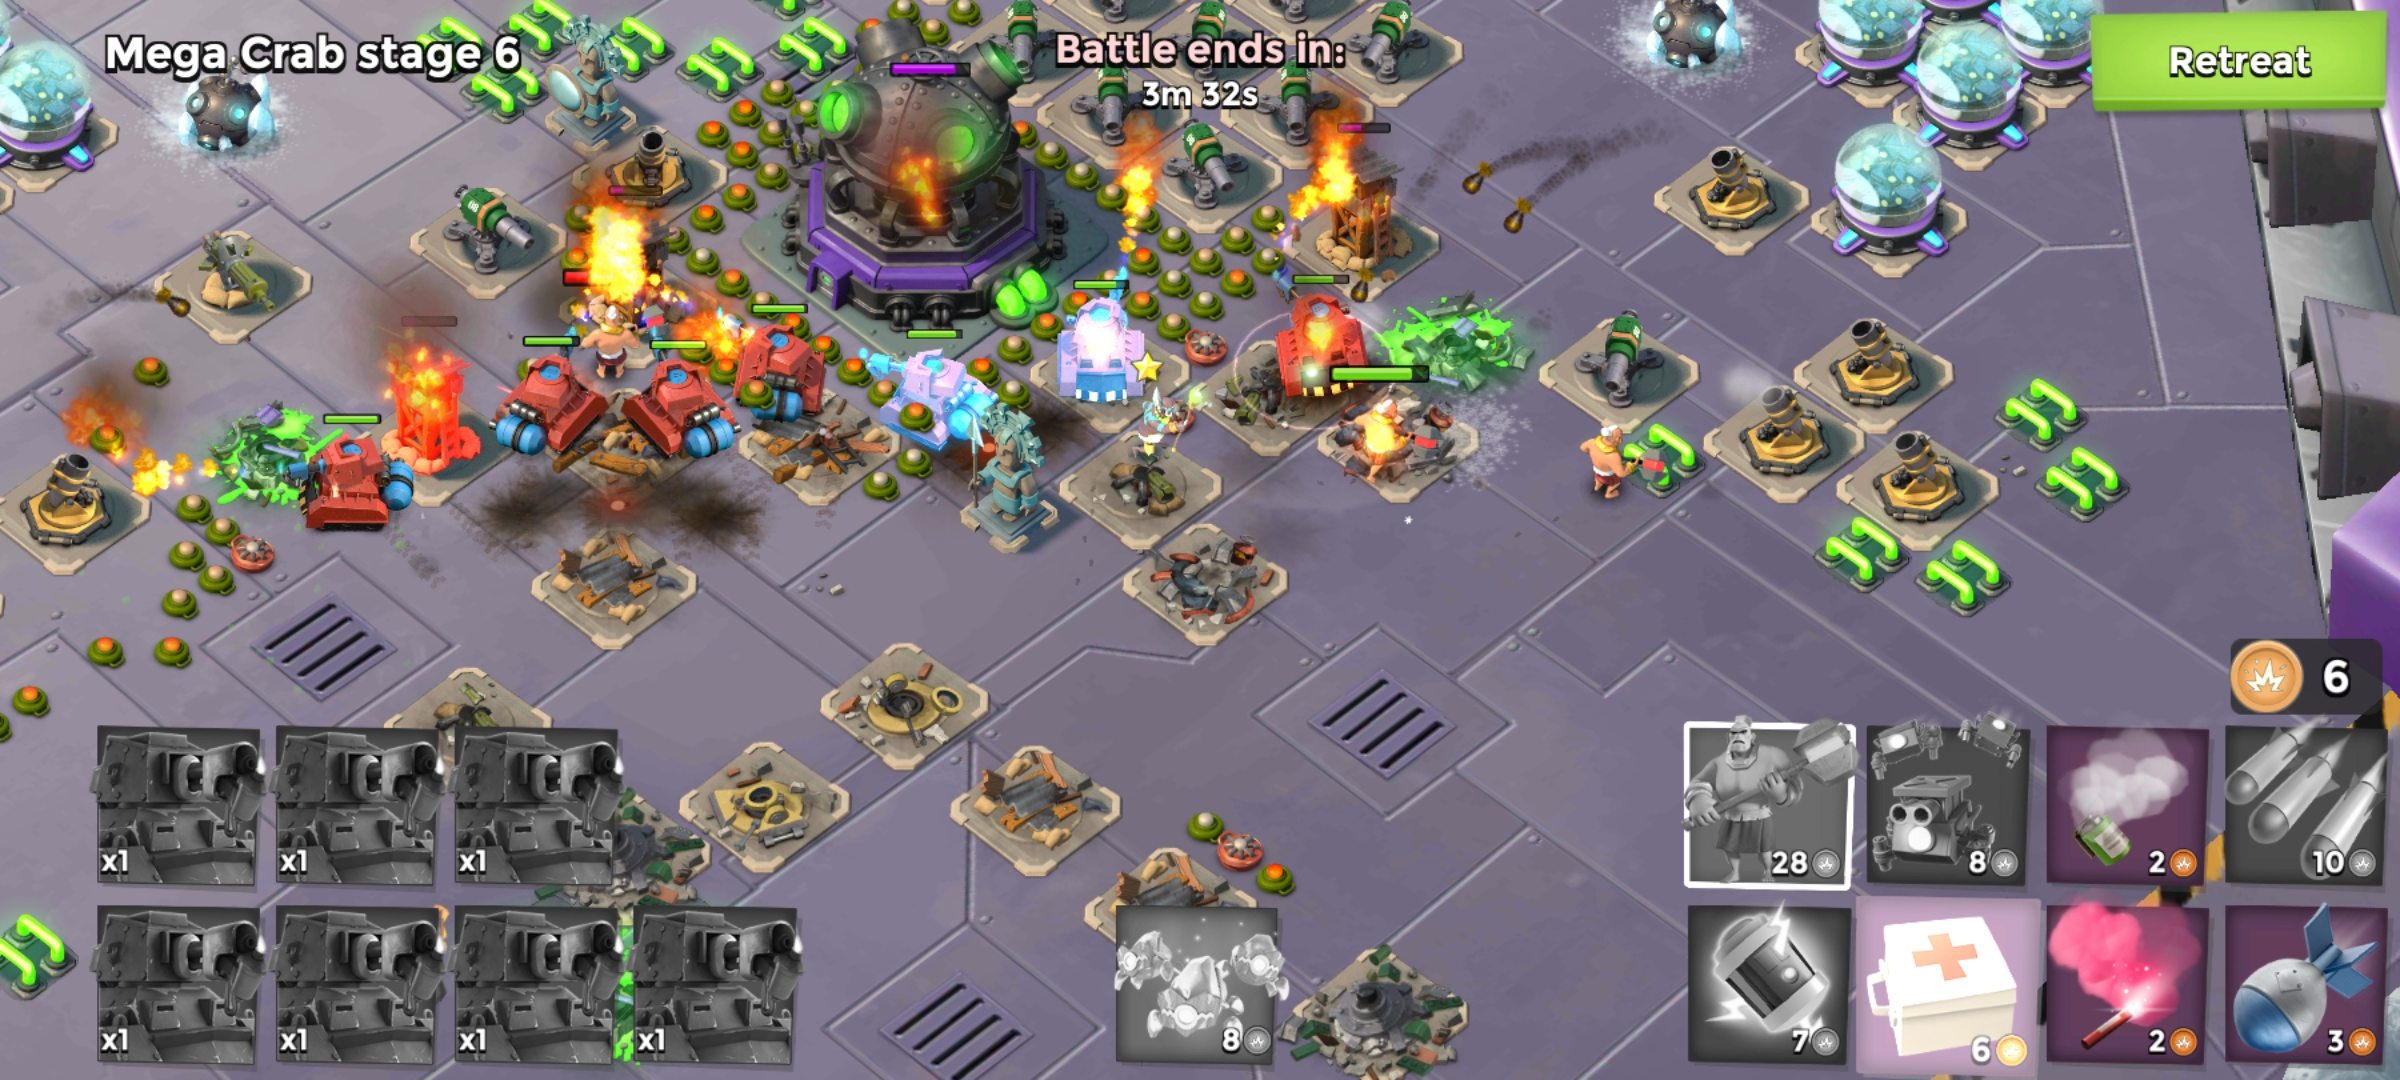 Mega Crab stage 6
Battle ends in:
3m 32s
Retreat
6
x1
x1
x1
28
8
2
10
x1
x1
x1
x1
8
7
6
2
3